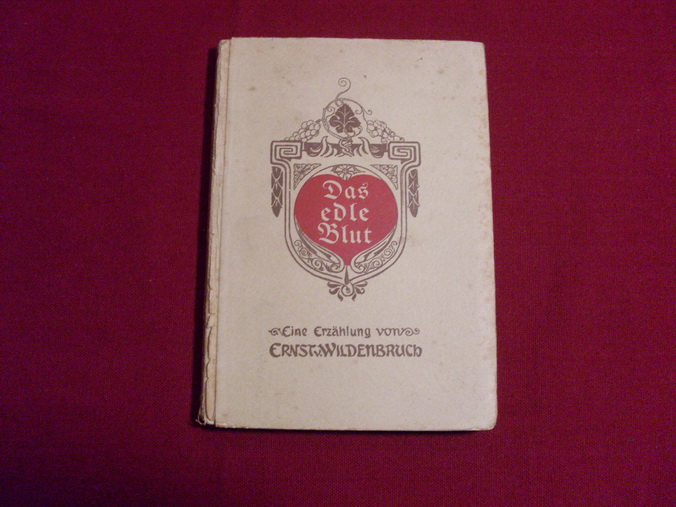 Das
edle
Blut
Eine Erzählung von
ERNST v. WILDENBRUCH